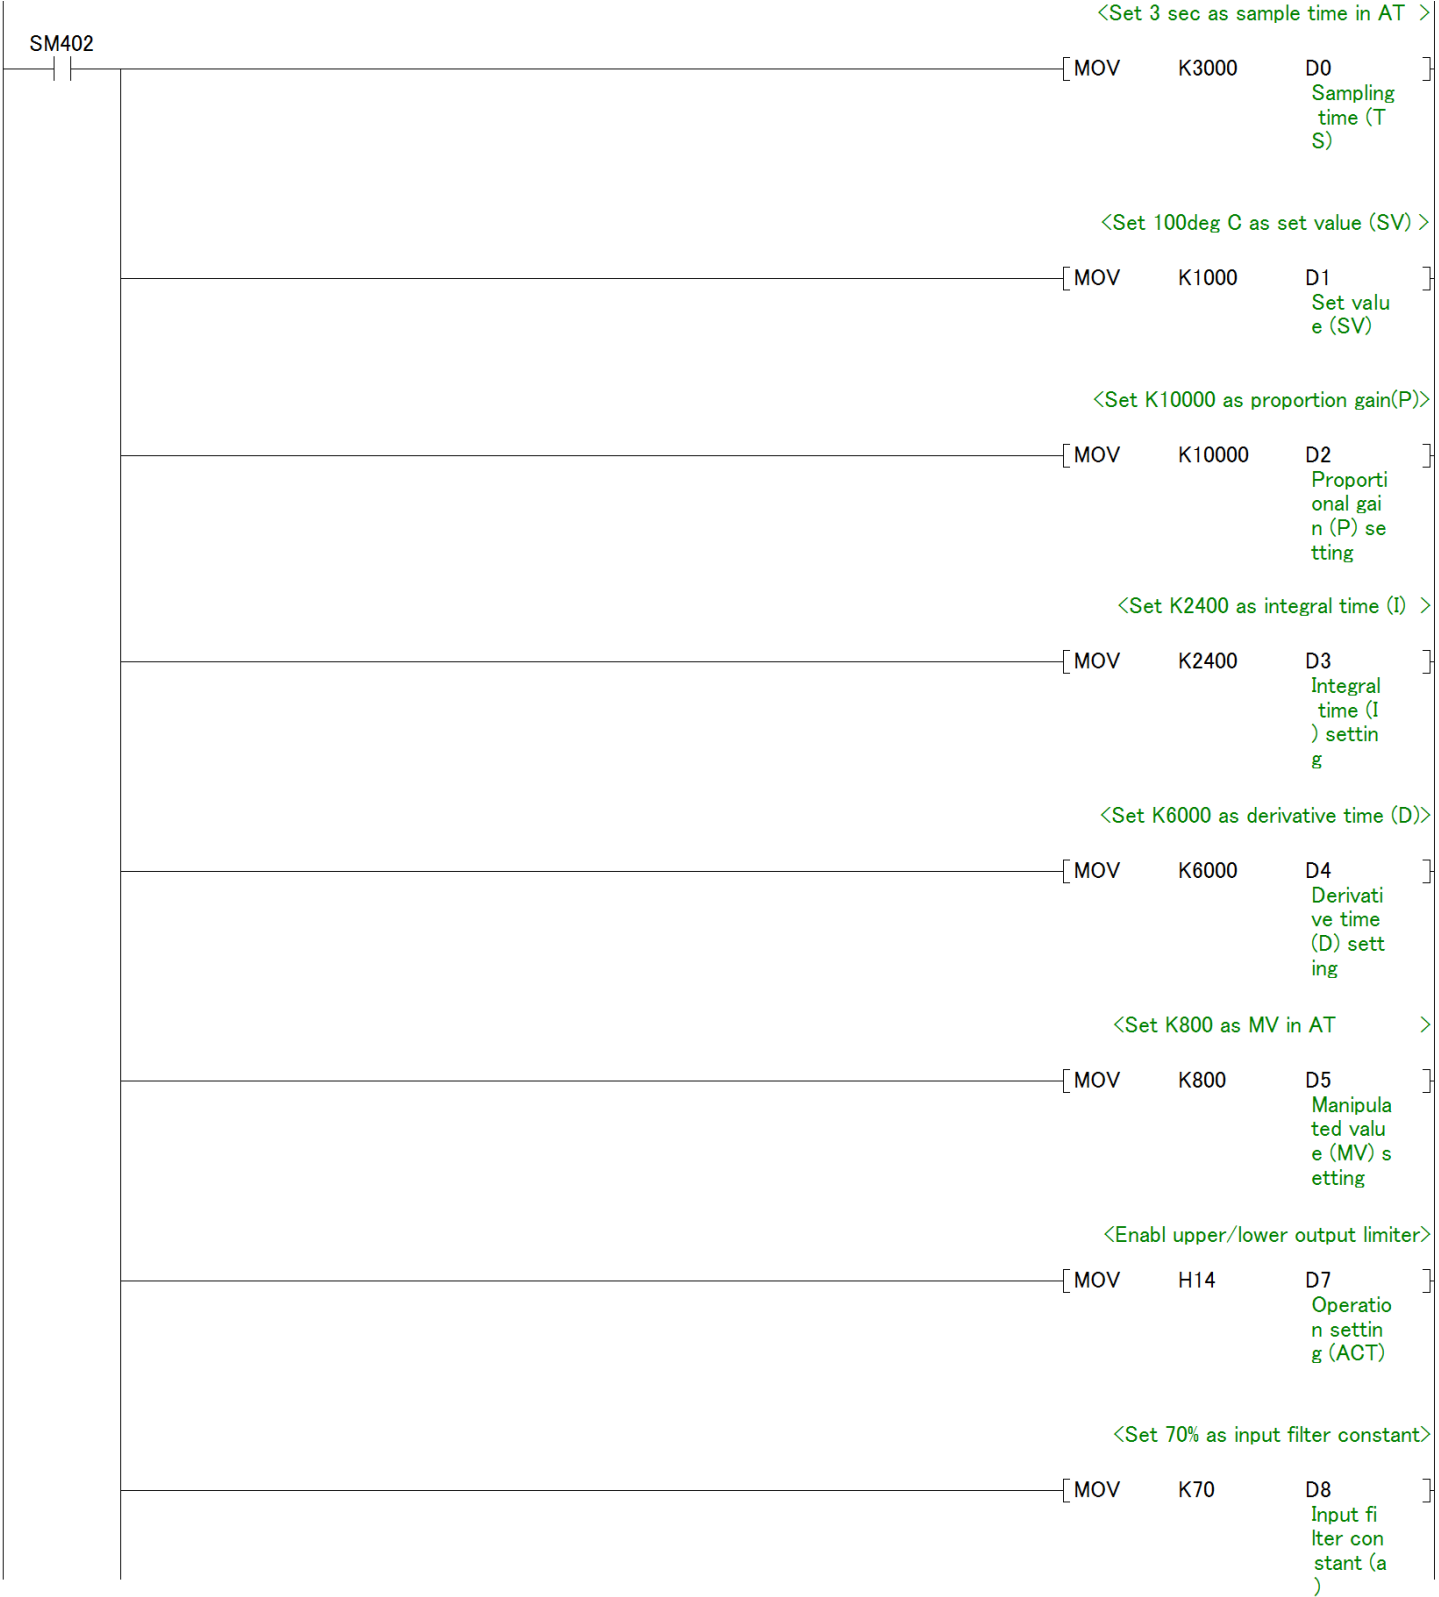 <Set 3 sec as sample time in AT >
SM402
MOV K3000 D0
Sampling
time (T
S)
<Set 100deg C as set value (SV) >
MOV K1000 D1
Set valu
e (SV)
<Set K10000 as proportion gain(P)>
MOV K10000 D2
Proporti
onal gai
n (P) se
tting
<Set K2400 as integral time (I) >
MOV K2400 D3
Integral
time (I
) settin
g
<Set K6000 as derivative time (D)>
MOV K6000 D4
Derivati
ve time
(D) sett
ing
<Set K800 as MV in AT >
MOV K800 D5
Manipula
ted valu
e (MV) s
etting
<Enabl upper/lower output limiter>
MOV H14 D7
Operatio
n settin
g (ACT)
<Set 70% as input filter constant>
MOV K70 D8
Input fi
lter con
stant (a
)